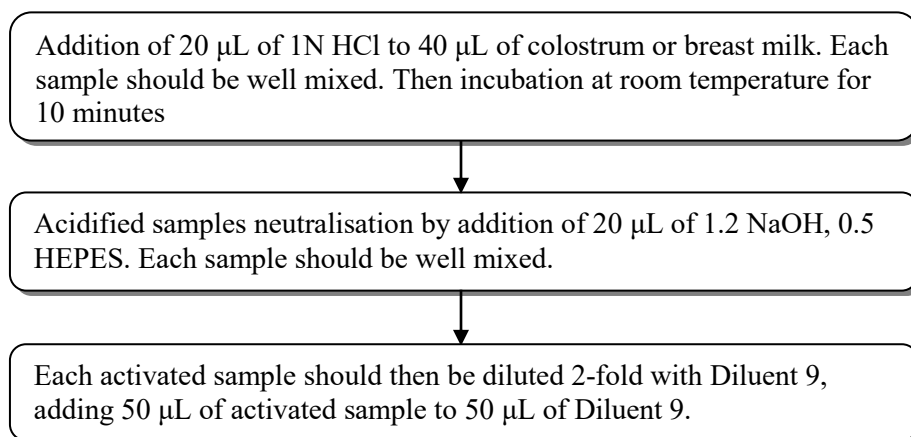 Addition of 20 μL of 1N HCl to 40 μL of colostrum or breast milk. Each
sample should be well mixed. Then incubation at room temperature for
10 minutes
Acidified samples neutralisation by addition of 20 μL of 1.2 NaOH, 0.5
HEPES. Each sample should be well mixed.
Each activated sample should then be diluted 2-fold with Diluent 9,
adding 50 μL of activated sample to 50 μL of Diluent 9.